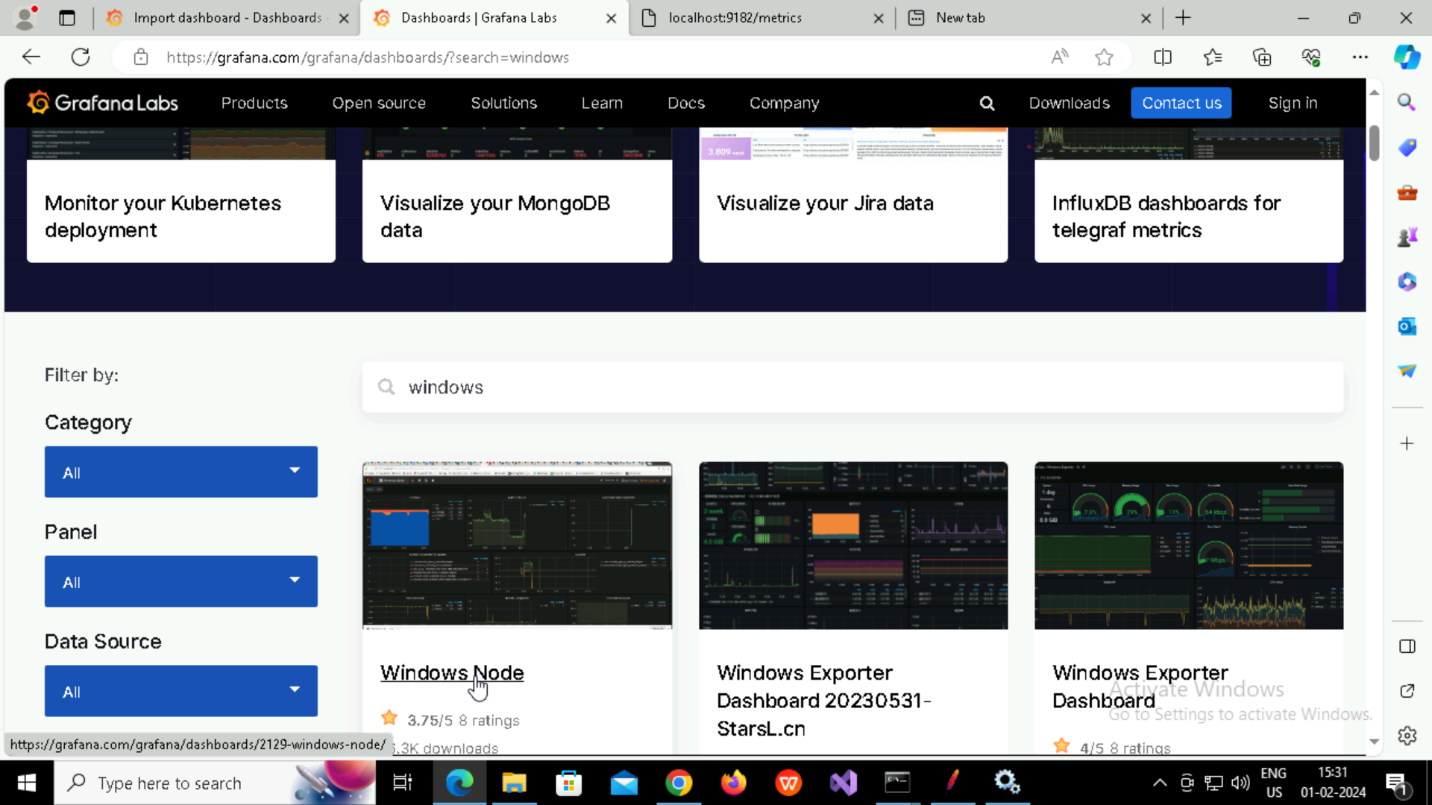 Import dashboard - Dashboards -
Dashboards | Grafana Labs
localhost:9182/metrics
New tab
https://grafana.com/grafana/dashboards/?search=windows
Grafana Labs
Products
Open source
Solutions
Learn
Docs
Company
Downloads
Contact us
Sign in
Monitor your Kubernetes
deployment
Visualize your MongoDB
data
3.809
Visualize your Jira data
InfluxDB dashboards for
telegraf metrics
Filter by:
windows
Category
All
Panel
All
Data Source
All
Windows Node
3.75/5 8 ratings
.3K downloads
Windows Exporter
Dashboard 20230531-
StarsL.cn
Windows Exporter
Dashboard
4/5 8 ratings
Activate Windows
Go to Settings to activate Windows.
https://grafana.com/grafana/dashboards/2129-windows-node/
Type here to search
ENG
US
15:31
01-02-2024
1